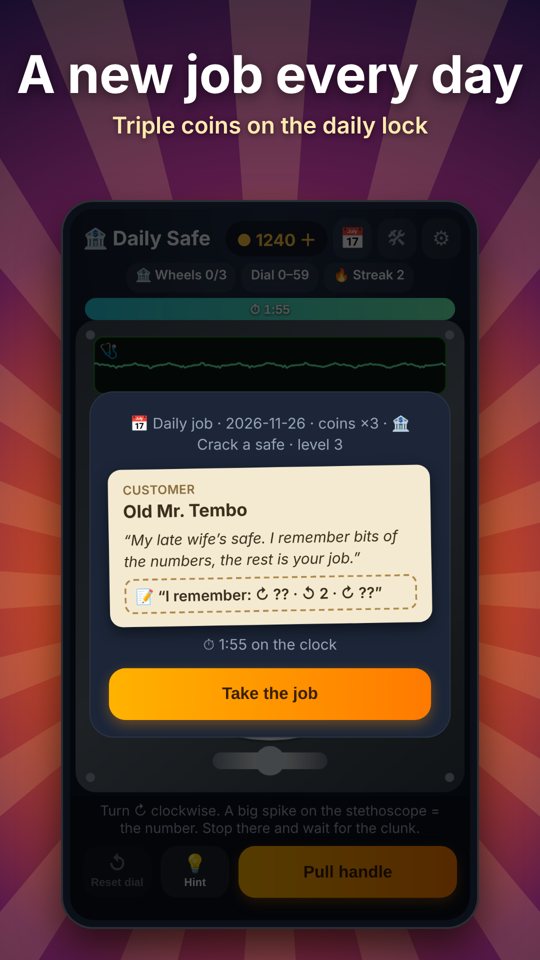 A new job every day
Triple coins on the daily lock
🏦 Daily Safe
1240 +
📅
🏦 Wheels 0/3
Dial 0–59
🔥 Streak 2
⏱ 1:55
📅 Daily job · 2026-11-26 · coins ×3 · 🏦
Crack a safe · level 3
CUSTOMER
Old Mr. Tembo
“My late wife’s safe. I remember bits of
the numbers, the rest is your job.”
📝 “I remember: ↻ ?? · ↺ 2 · ↻ ??”
⏱ 1:55 on the clock
Take the job
Turn ↻ clockwise. A big spike on the stethoscope =
the number. Stop there and wait for the clunk.
Reset dial
Hint
Pull handle